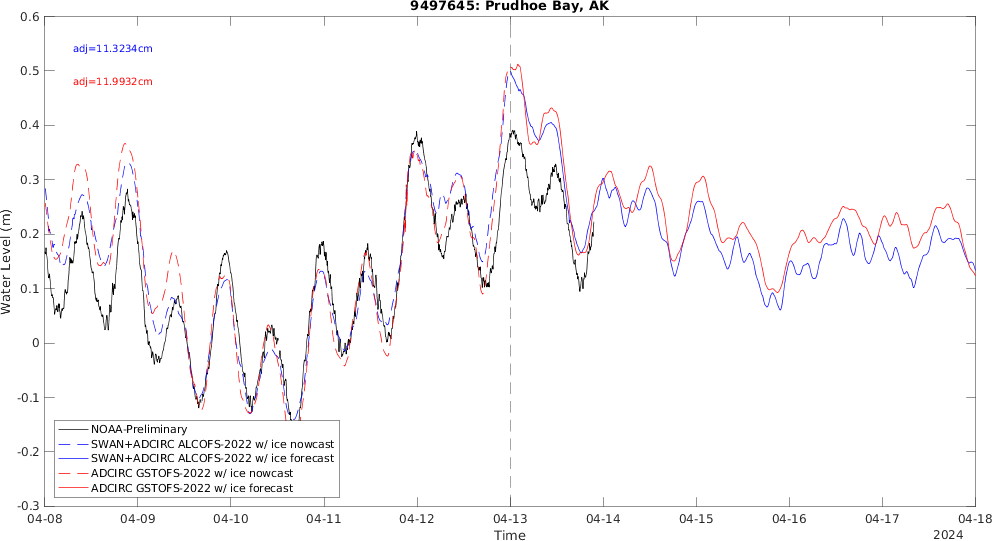 9497645: Prudhoe Bay, AK
adj=11.3234cm
adj=11.9932cm
Water Level (m)
0.6
0.5
0.4
0.3
0.2
0.1
0
-0.1
-0.2
-0.3
NOAA-Preliminary
SWAN+ADCIRC ALCOFS-2022 w/ ice nowcast
SWAN+ADCIRC ALCOFS-2022 w/ ice forecast
ADCIRC GSTOFS-2022 w/ ice nowcast
ADCIRC GSTOFS-2022 w/ ice forecast
04-08 04-09 04-10 04-11 04-12 04-13 04-14 04-15 04-16 04-17 04-18
Time
2024